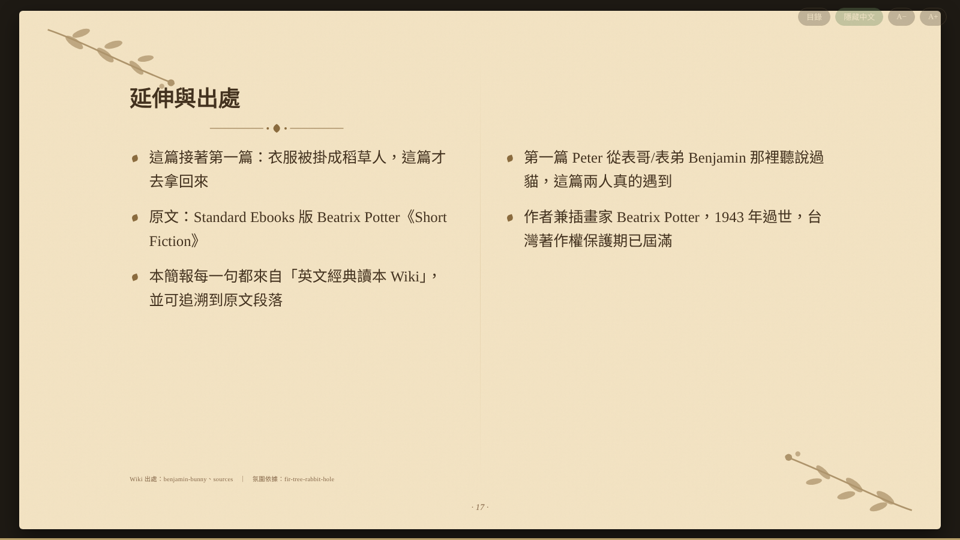 目錄
隱藏中文
A−
A+
延伸與出處
這篇接著第一篇：衣服被掛成稻草人，這篇才
去拿回來
原文：Standard Ebooks 版 Beatrix Potter《Short
Fiction》
本簡報每一句都來自「英文經典讀本 Wiki」，
並可追溯到原文段落
第一篇 Peter 從表哥/表弟 Benjamin 那裡聽說過
貓，這篇兩人真的遇到
作者兼插畫家 Beatrix Potter，1943 年過世，台
灣著作權保護期已屆滿
Wiki 出處：benjamin-bunny、sources ｜ 氛圍依據：fir-tree-rabbit-hole
· 17 ·